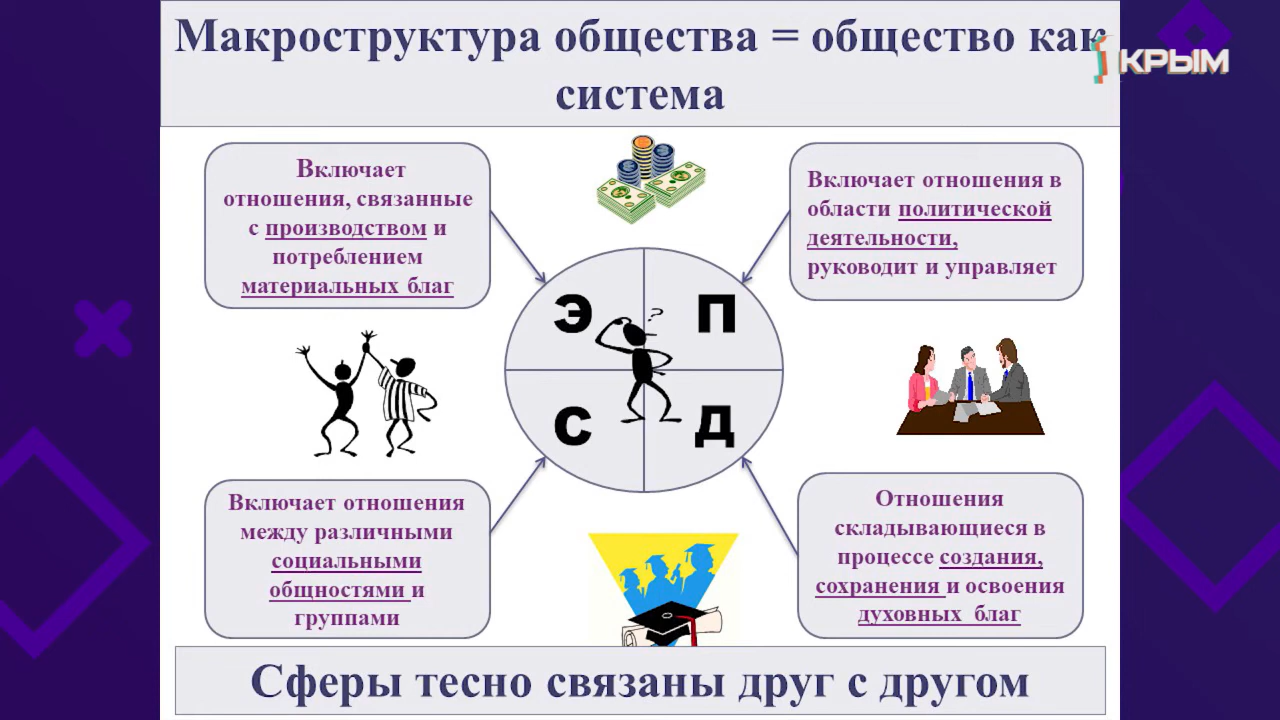 Макроструктура общества = общество как
система
КРЫМ
Включает
отношения, связанные
с производством и
потреблением
материальных благ
Включает отношения в
области политической
деятельности,
руководит и управляет
Э
П
?
С
Д
Включает отношения
между различными
социальными
общностями и
группами
Отношения
складывающиеся в
процессе создания,
сохранения и освоения
духовных благ
Сферы тесно связаны друг с другом